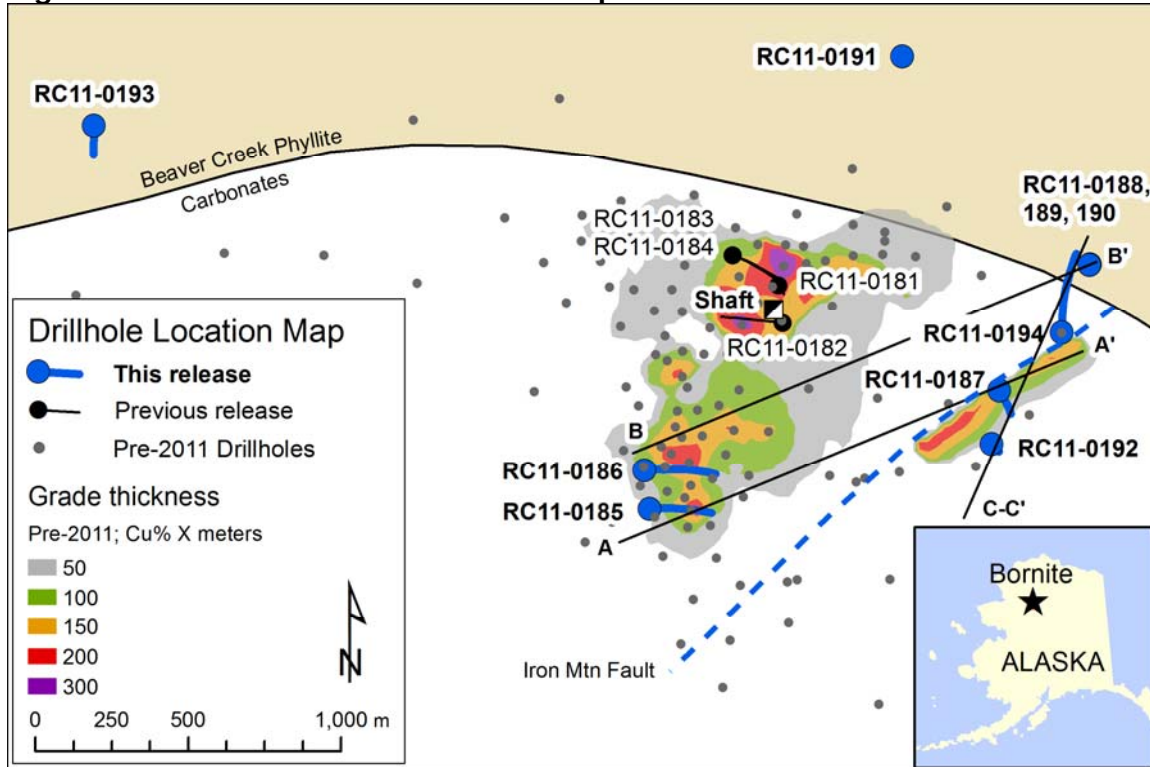 RC11-0191
RC11-0193
Beaver Creek Phyllite
Carbonates
RC11-0188,
189, 190
RC11-0183
RC11-0184
B'
RC11-0181
Shaft
RC11-0194
RC11-0182
A'
RC11-0187
B
RC11-0192
RC11-0186
RC11-0185
C-C'
A
Iron Mtn Fault
Drillhole Location Map
This release
Previous release
Pre-2011 Drillholes
Grade thickness
Pre-2011; Cu% X meters
50
100
150
200
300
N
0 250 500 1,000 m
Bornite
ALASKA